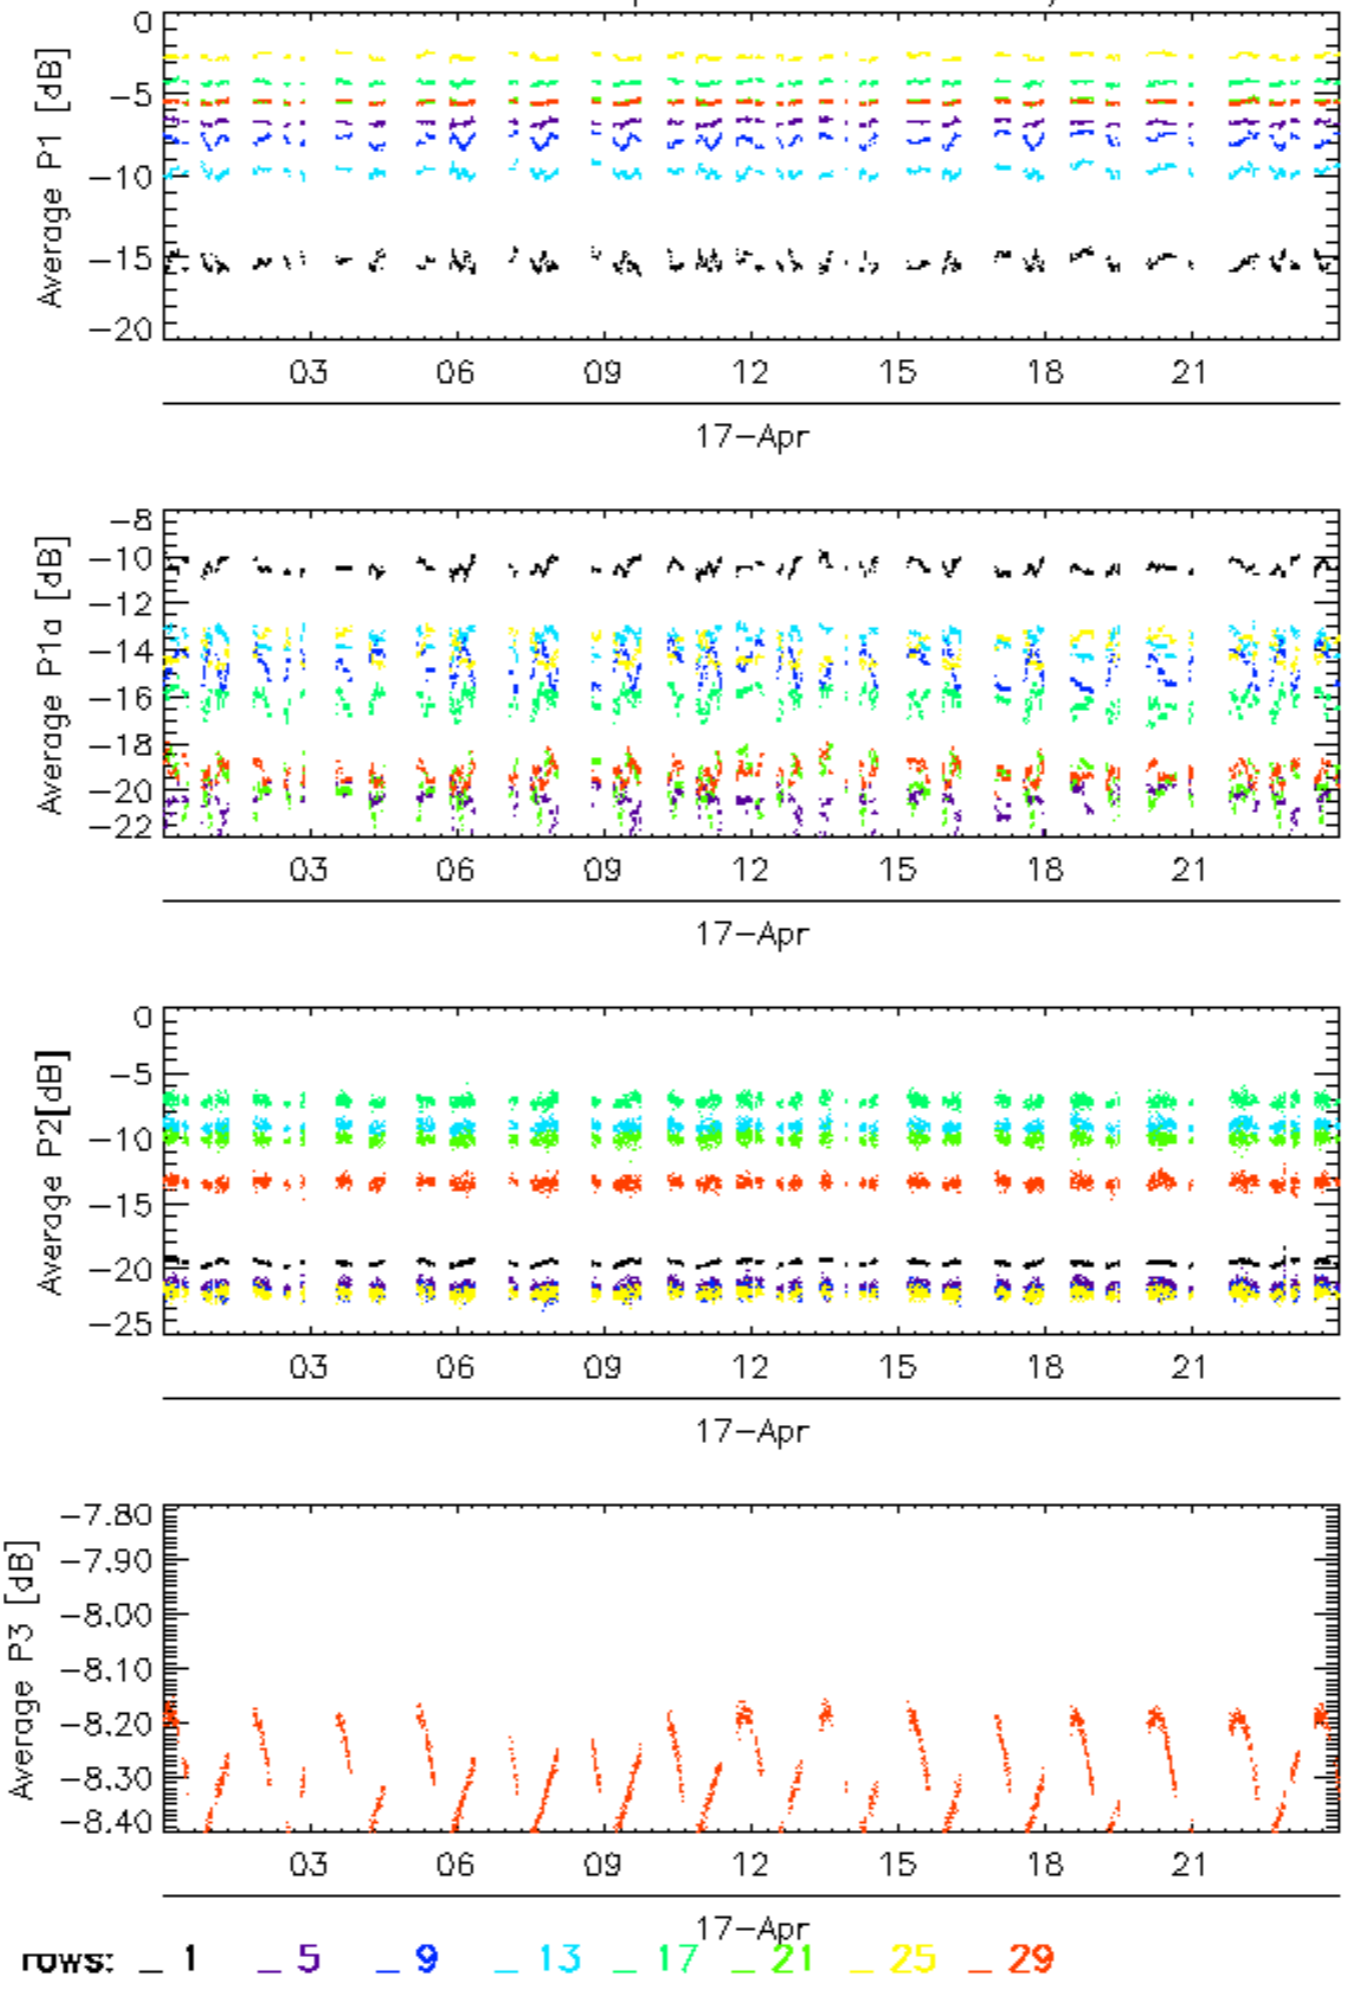 0
−5
−10
−15
−20
Average P1 [dB]
03 06 09 12 15 18 21
17−Apr
−8
−10
−12
−14
−16
−18
−20
−22
Average P1a [dB]
03 06 09 12 15 18 21
17−Apr
0
−5
−10
−15
−20
−25
Average P2[dB]
03 06 09 12 15 18 21
17−Apr
−7.80
−7.90
−8.00
−8.10
−8.20
−8.30
−8.40
Average P3 [dB]
03 06 09 12 15 18 21
17−Apr
rows: _ 1 _ 5 _ 9 _ 13 _ 17 _ 21 _ 25 _ 29